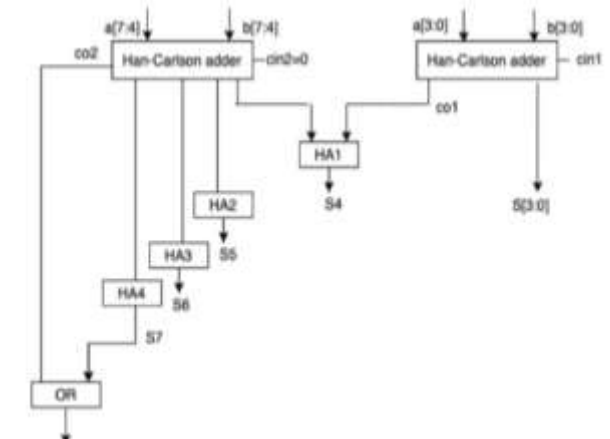 a[7:4]
b[7:4]
a[3:0]
b[3:0]
co2
Han-Carlson adder
cin2=0
Han-Carlson adder
cin1
co1
HA1
S4
S[3:0]
HA2
S5
HA3
S6
HA4
S7
OR